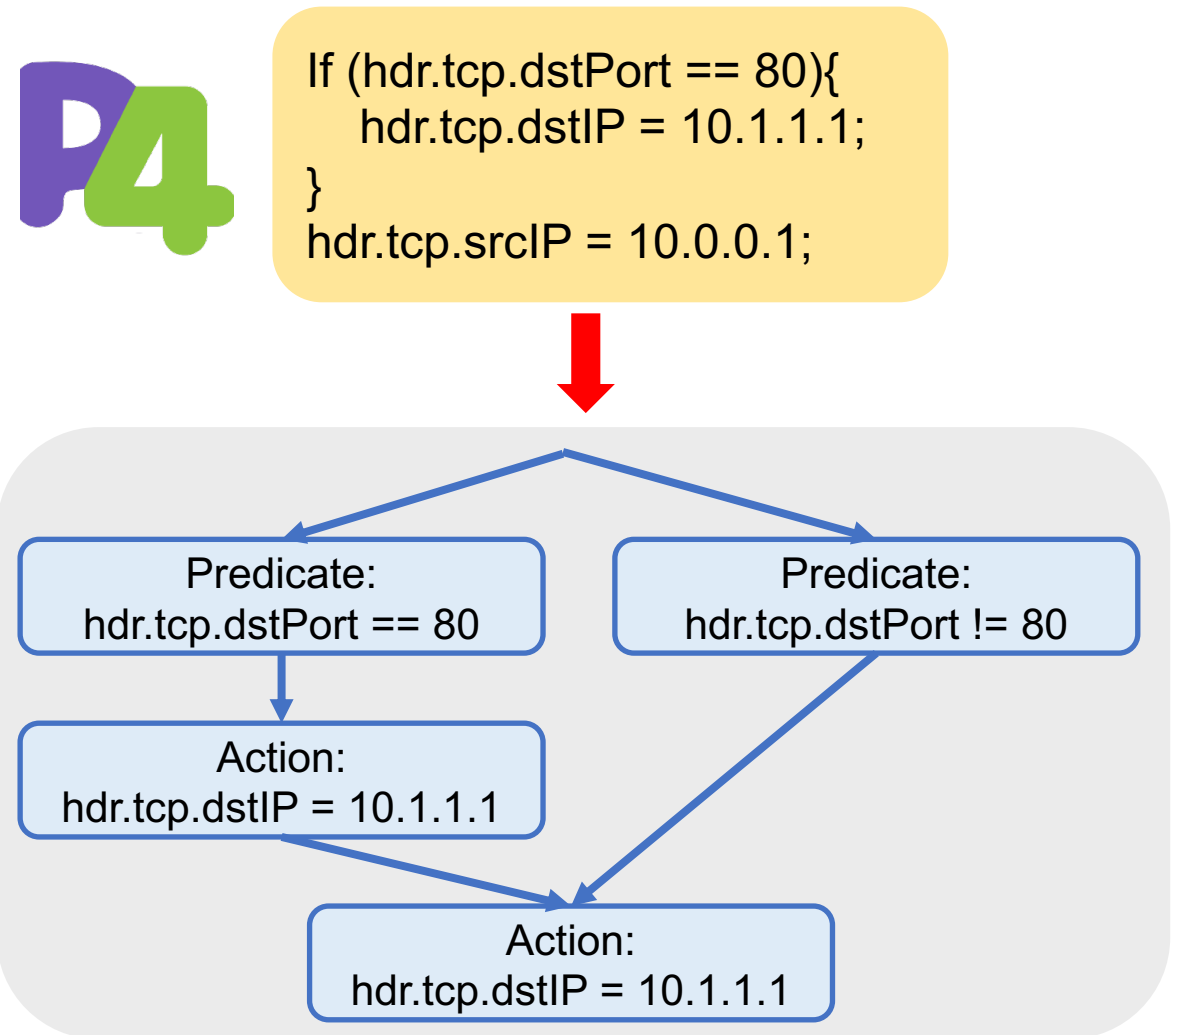 P4
If (hdr.tcp.dstPort == 80){
hdr.tcp.dstIP = 10.1.1.1;
}
hdr.tcp.srcIP = 10.0.0.1;
Predicate:
hdr.tcp.dstPort == 80
Predicate:
hdr.tcp.dstPort != 80
Action:
hdr.tcp.dstIP = 10.1.1.1
Action:
hdr.tcp.dstIP = 10.1.1.1